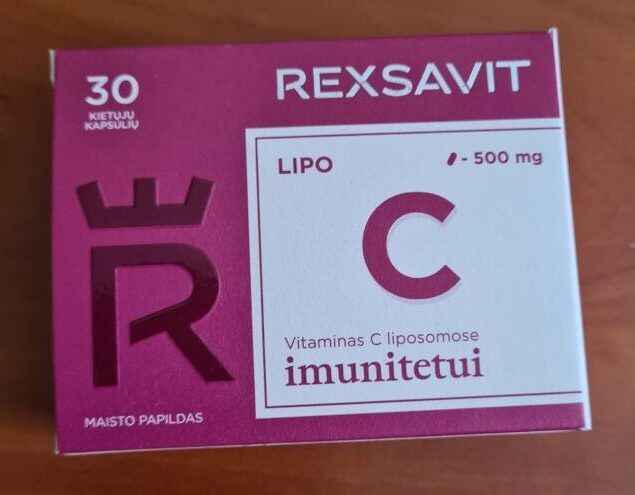 30
KIETŲJŲ
KAPSULIŲ
REXSAVIT
LIPO
- 500 mg
C
Vitaminas C liposomose
imunitetui
R
MAISTO PAPILDAS